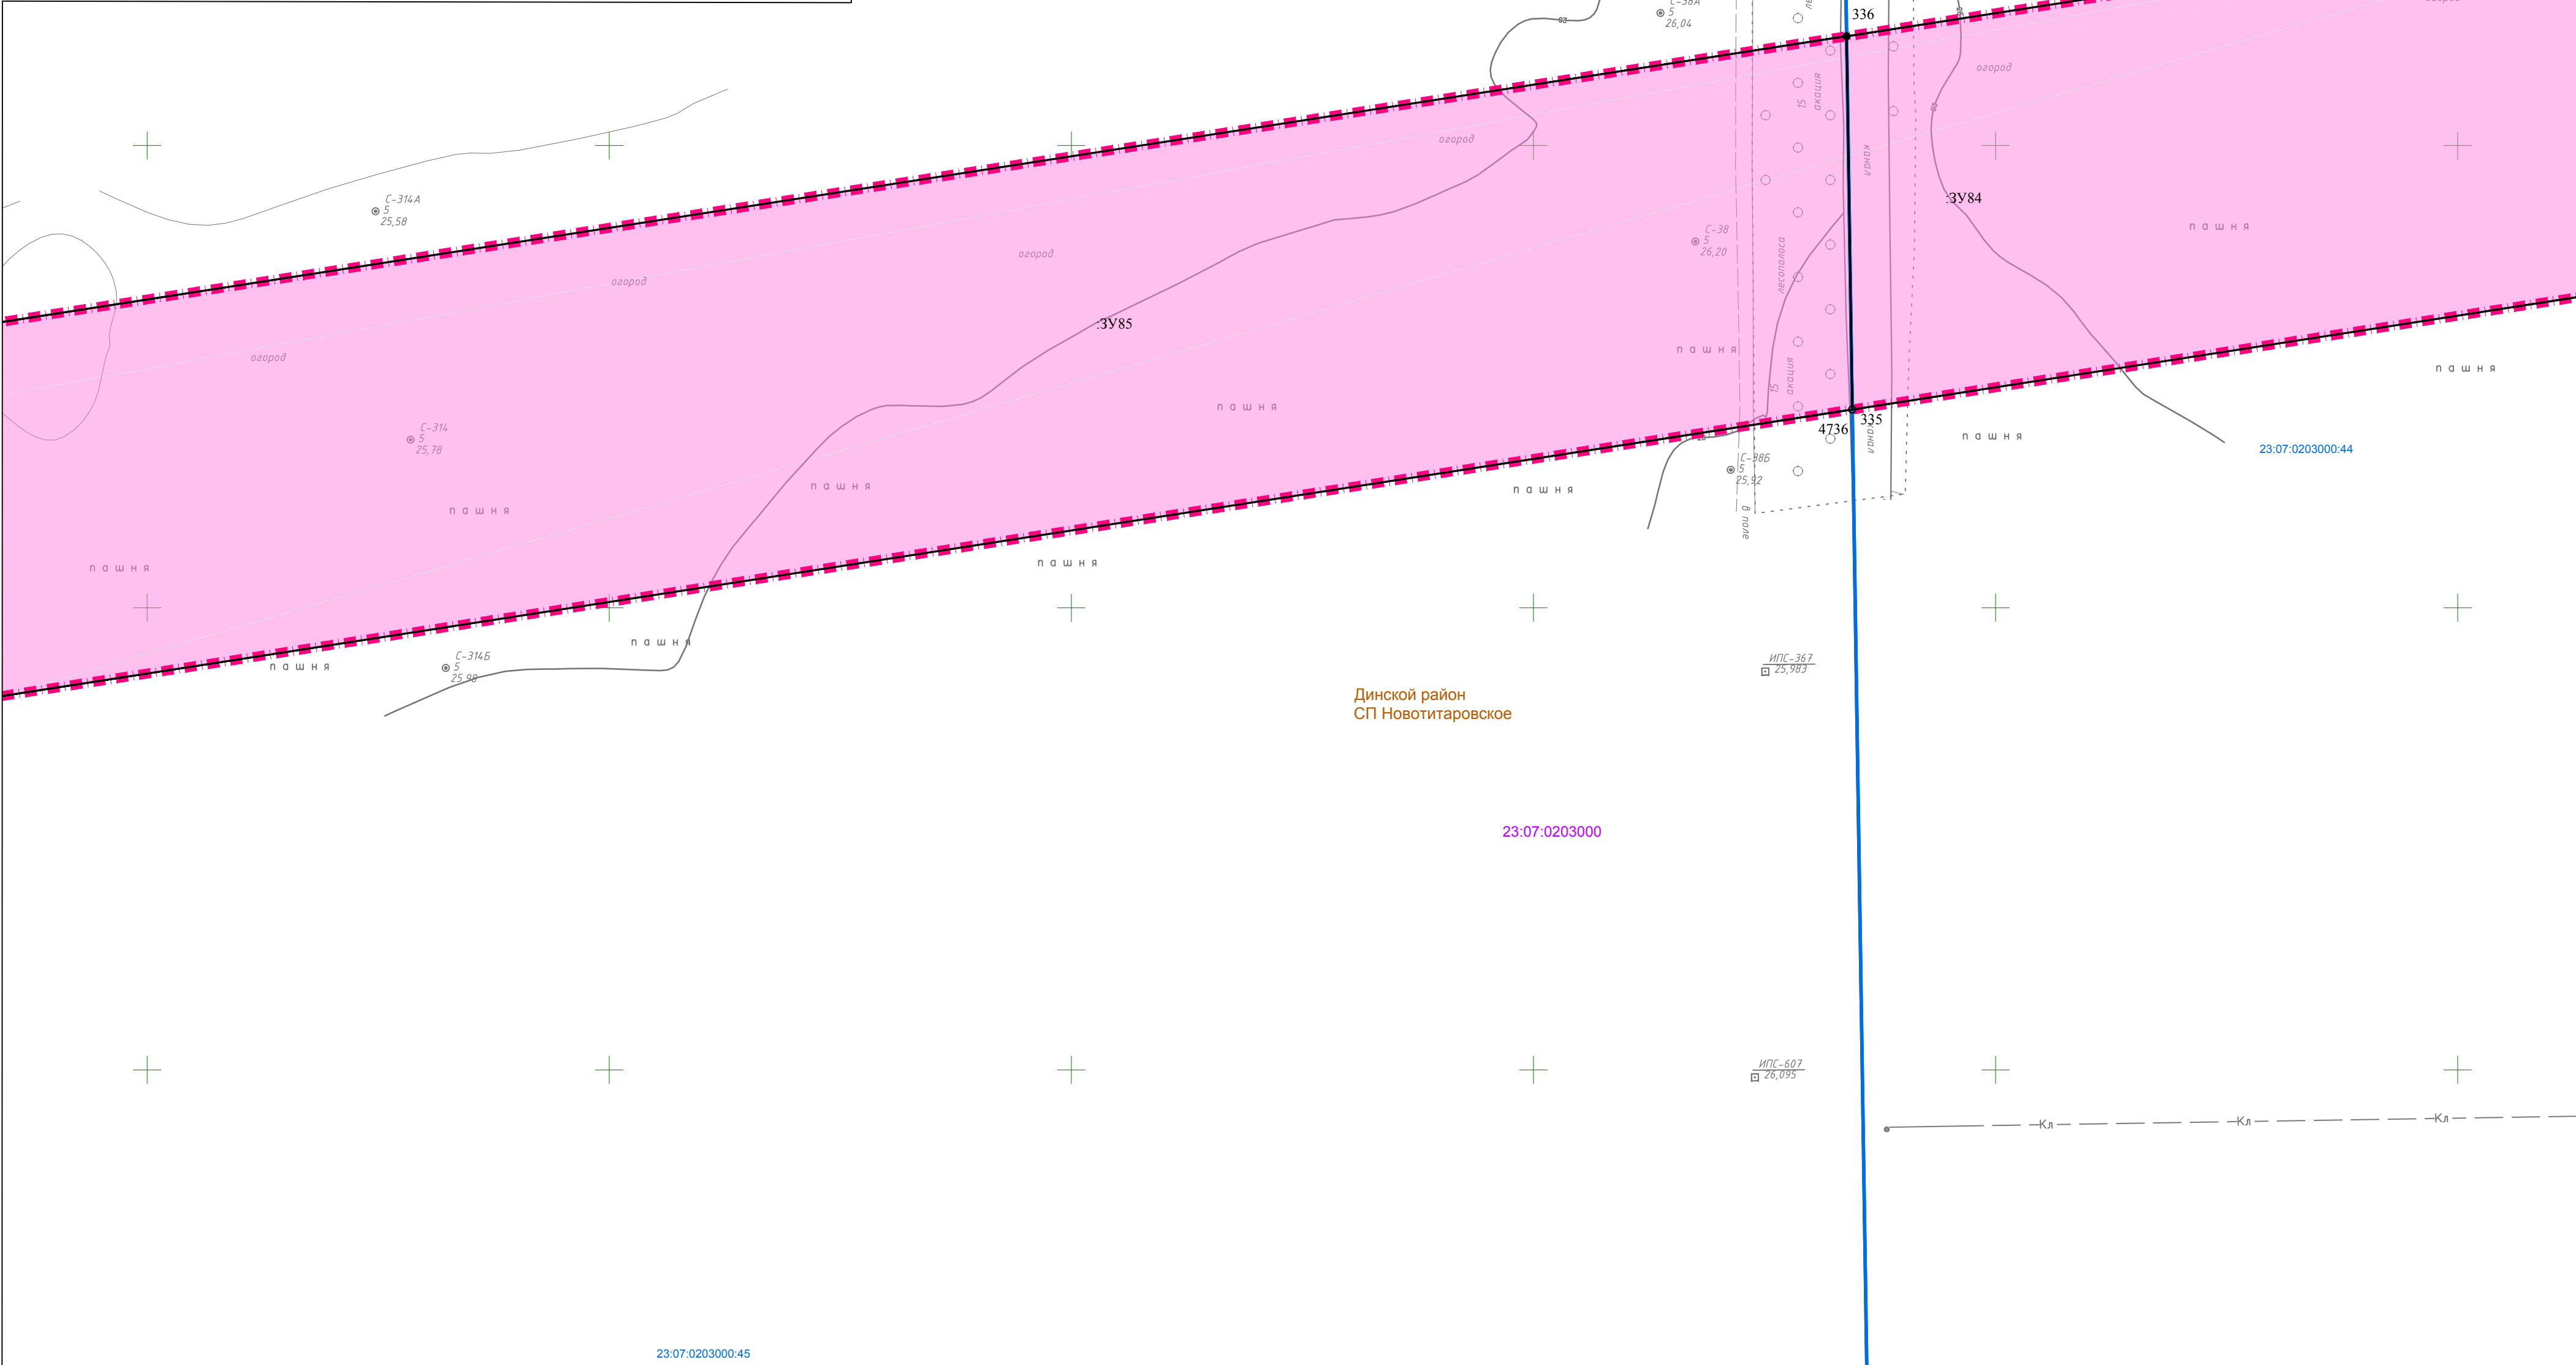 С-38А
5
26,04
336
огород
огород
акация
15
огород
канал
С-314А
5
25,58
:ЗУ84
пашня
С-38
5
26,20
огород
лесополоса
огород
:ЗУ85
пашня
огород
пашня
акация
15
пашня
335
4736
канал
пашня
С-314
5
25,78
23:07:0203000:44
С-38Б
5
25,92
пашня
пашня
пашня
в поле
пашня
пашня
пашня
С-314Б
5
25,98
пашня
ИПС-367
25,983
Динской район
СП Новотитаровское
23:07:0203000
ИПС-607
26,095
Кл
Кл
Кл
23:07:0203000:45